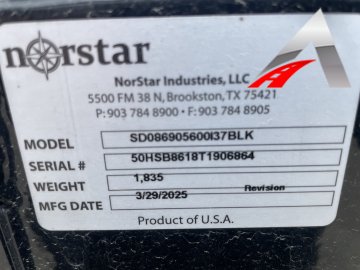 norstar
NorStar Industries, LLC
5500 FM 38 N, Brookston, TX 75421
P: 903 784 8900 · F: 903 784 8905
MODEL SD086905600I37BLK
SERIAL # 50HSB8618T1906864
WEIGHT 1,835
MFG DATE 3/29/2025 Revision
Product of U.S.A.